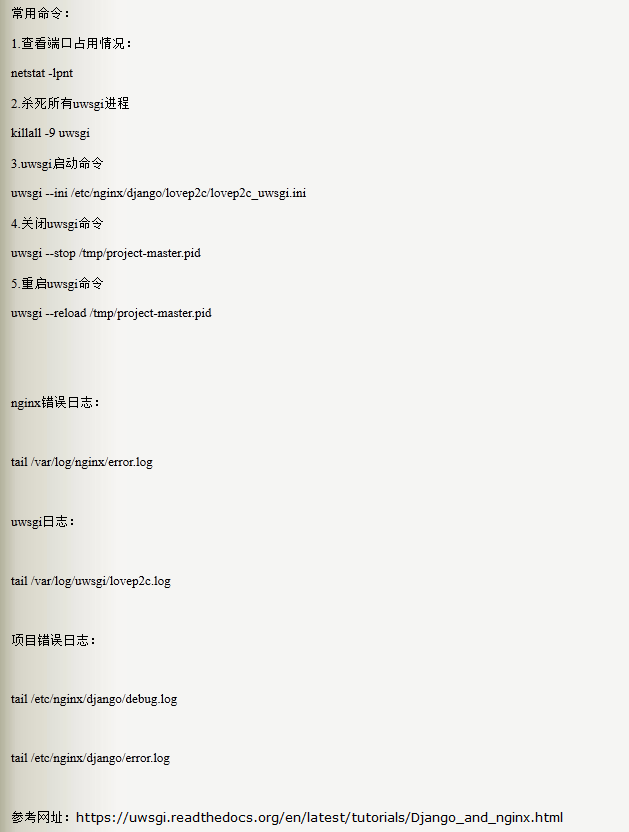 常用命令：
1.查看端口占用情况：
netstat -lpnt
2.杀死所有uwsgi进程
killall -9 uwsgi
3.uwsgi启动命令
uwsgi --ini /etc/nginx/django/lovep2c/lovep2c_uwsgi.ini
4.关闭uwsgi命令
uwsgi --stop /tmp/project-master.pid
5.重启uwsgi命令
uwsgi --reload /tmp/project-master.pid
nginx错误日志：
tail /var/log/nginx/error.log
uwsgi日志：
tail /var/log/uwsgi/lovep2c.log
项目错误日志：
tail /etc/nginx/django/debug.log
tail /etc/nginx/django/error.log
参考网址：https://uwsgi.readthedocs.org/en/latest/tutorials/Django_and_nginx.html